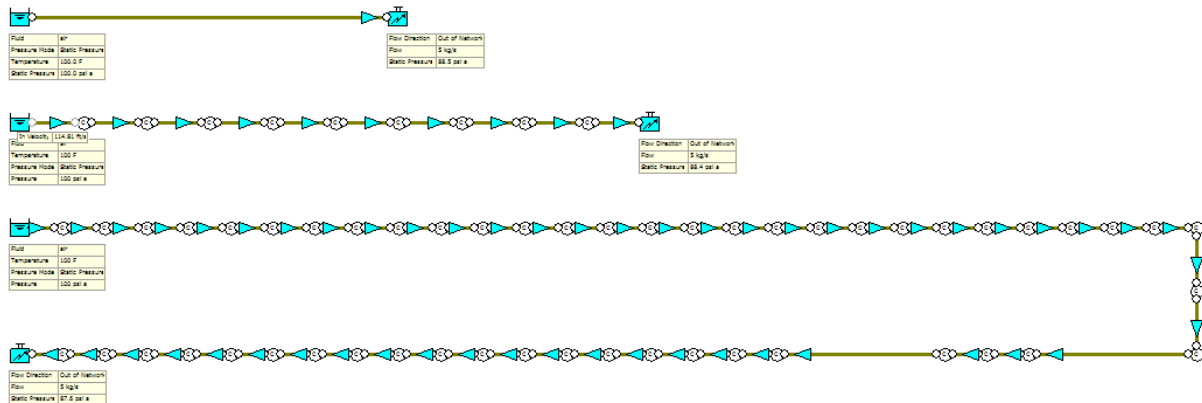 Fluid air
Pressure Mode Static Pressure
Temperature 100.0 F
Static Pressure 100.0 psi a
Flow Direction Out of Network
Flow 5 kg/s
Static Pressure 88.5 psi a
In Velocity 114.81 ft/s
Fluid air
Temperature 100 F
Pressure Mode Static Pressure
Pressure 100 psi a
Flow Direction Out of Network
Flow 5 kg/s
Static Pressure 88.4 psi a
Fluid air
Temperature 100 F
Pressure Mode Static Pressure
Pressure 100 psi a
Flow Direction Out of Network
Flow 5 kg/s
Static Pressure 87.6 psi a